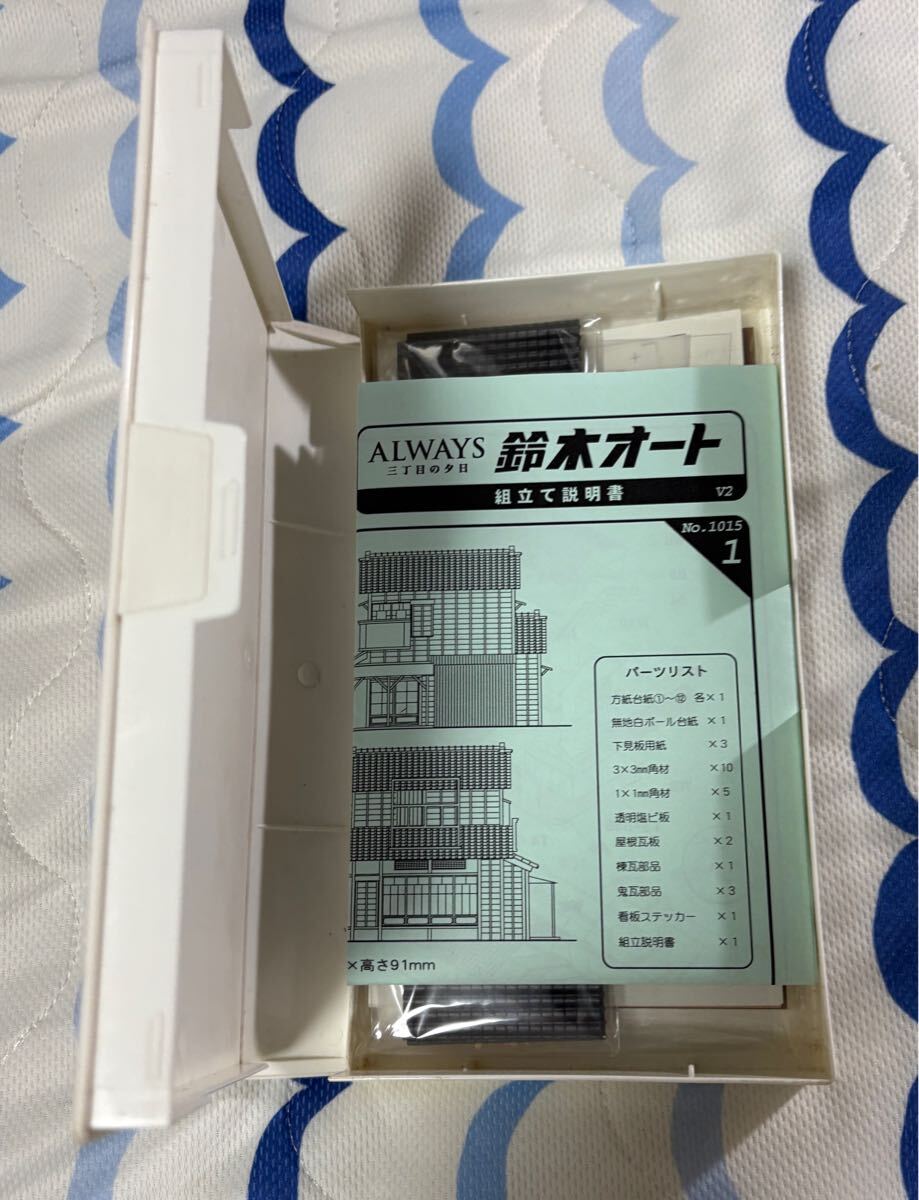 ALWAYS
三丁目の夕日
鈴木オート
組立て説明書 V2
No.1015
1
パーツリスト
方紙台紙①〜⑫ 各×1
無地白ボール台紙 ×1
下見板用紙 ×3
3×3mm角材 ×10
1×1mm角材 ×5
透明塩ビ板 ×1
屋根瓦板 ×2
棟瓦部品 ×1
鬼瓦部品 ×3
看板ステッカー ×1
組立説明書 ×1
×高さ91mm